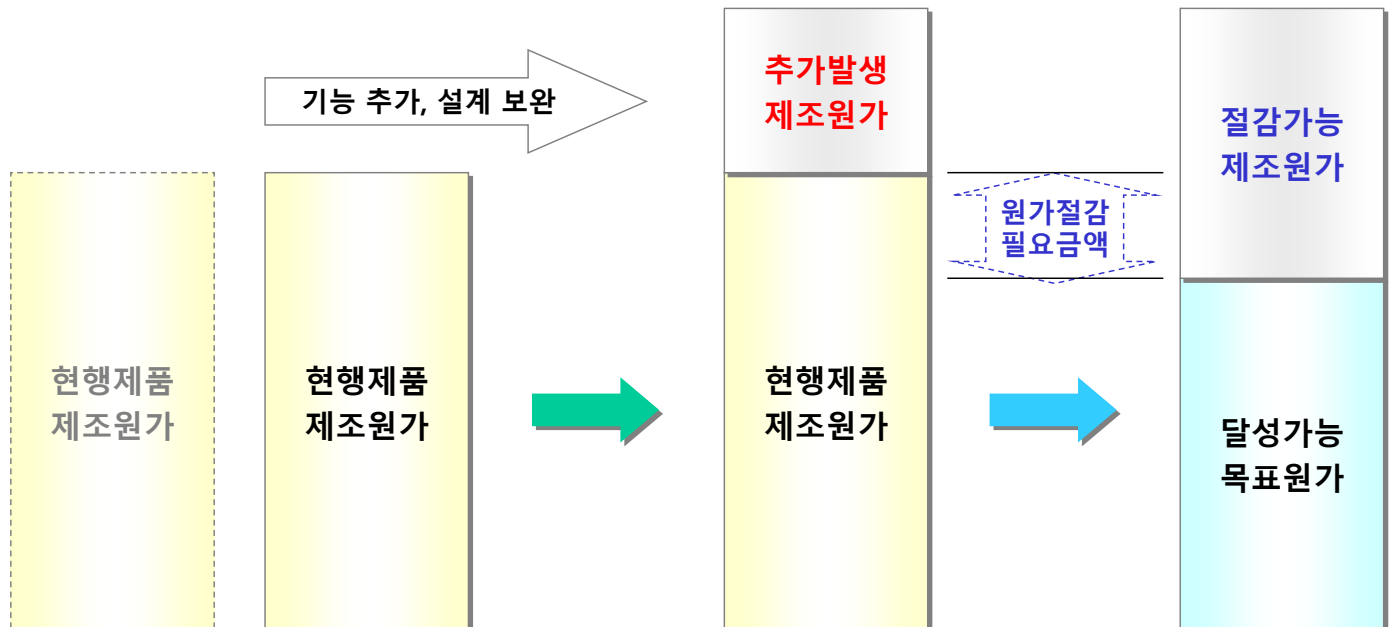 기능 추가, 설계 보완
추가발생
제조원가
절감가능
제조원가
원가절감
필요금액
현행제품
제조원가
현행제품
제조원가
현행제품
제조원가
달성가능
목표원가